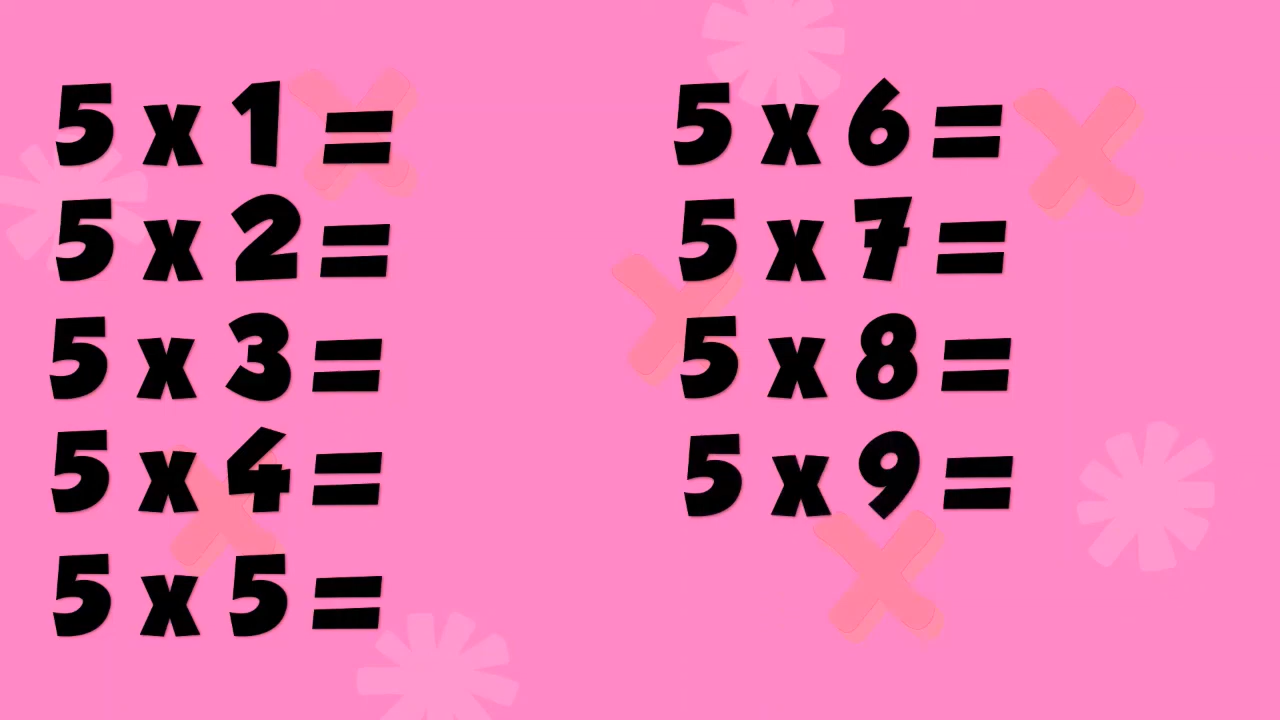 5 x 1 =
5 x 2 =
5 x 3 =
5 x 4 =
5 x 5 =
5 x 6 =
5 x 7 =
5 x 8 =
5 x 9 =